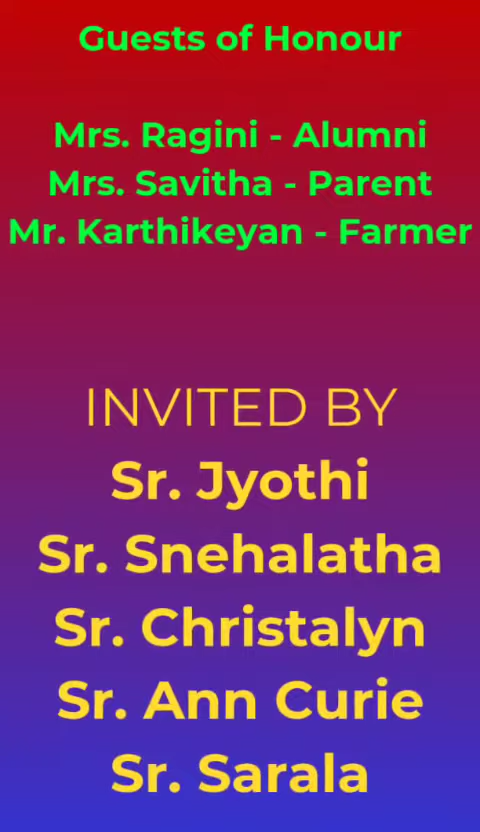 Guests of Honour
Mrs. Ragini - Alumni
Mrs. Savitha - Parent
Mr. Karthikeyan - Farmer
INVITED BY
Sr. Jyothi
Sr. Snehalatha
Sr. Christalyn
Sr. Ann Curie
Sr. Sarala